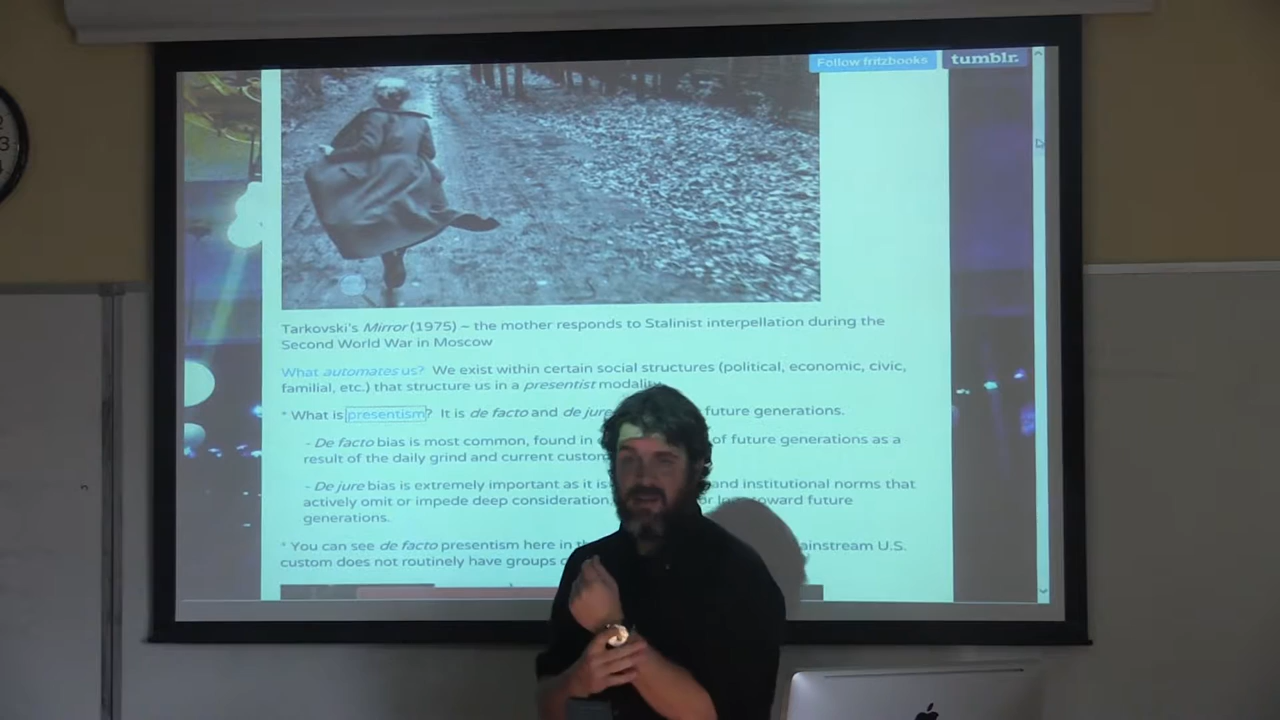 Follow fritzbooks tumblr.
Tarkovski's Mirror (1975) ~ the mother responds to Stalinist interpellation during the
Second World War in Moscow
What automates us? We exist within certain social structures (political, economic, civic,
familial, etc.) that structure us in a presentist modality.
* What is presentism? It is de facto and de jure future generations.
- De facto bias is most common, found in of future generations as a
result of the daily grind and current custom
- De jure bias is extremely important as it is and institutional norms that
actively omit or impede deep consideration toward future
generations.
* You can see de facto presentism here in ainstream U.S.
custom does not routinely have groups
2
3